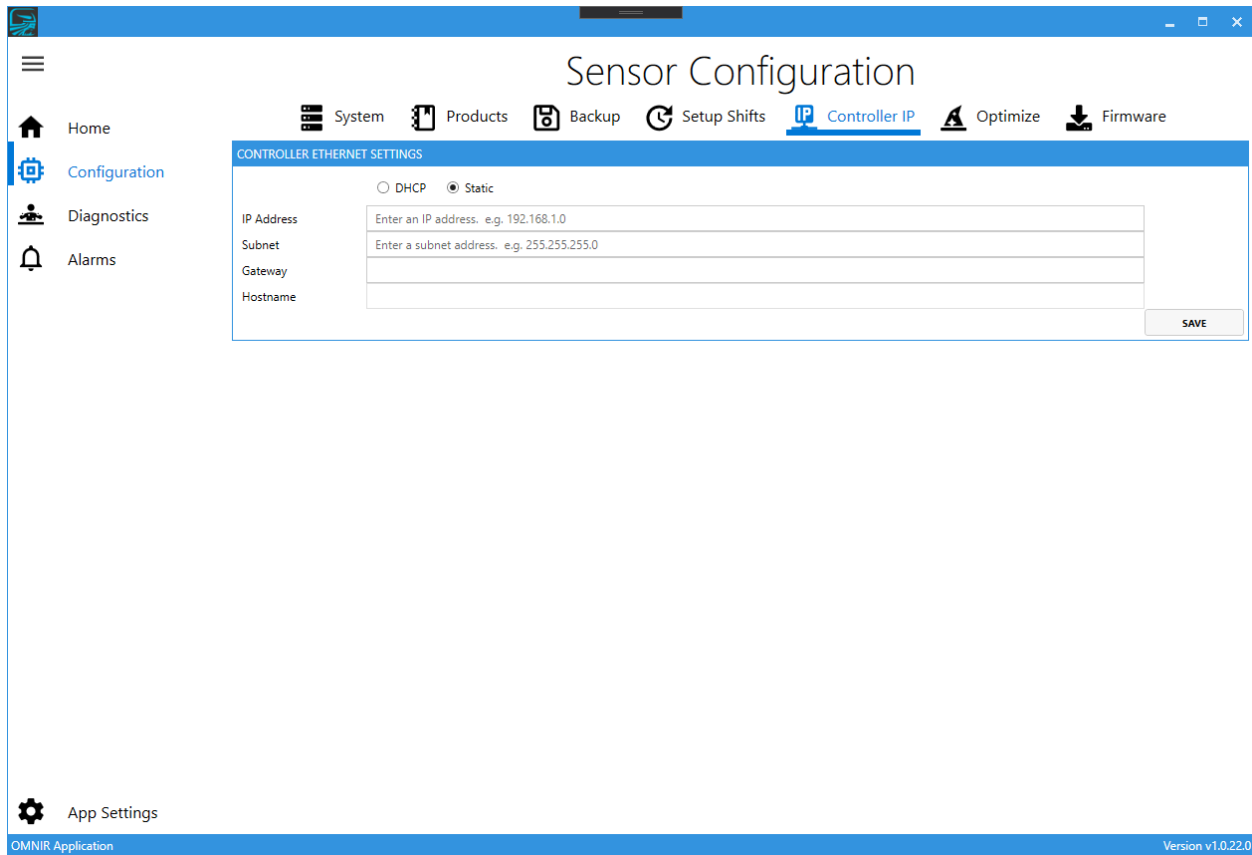 Sensor Configuration
System Products Backup Setup Shifts Controller IP Optimize Firmware
Home
Configuration
Diagnostics
Alarms
CONTROLLER ETHERNET SETTINGS
DHCP Static
IP Address Enter an IP address. e.g. 192.168.1.0
Subnet Enter a subnet address. e.g. 255.255.255.0
Gateway
Hostname
SAVE
App Settings
OMNIR Application Version v1.0.22.0